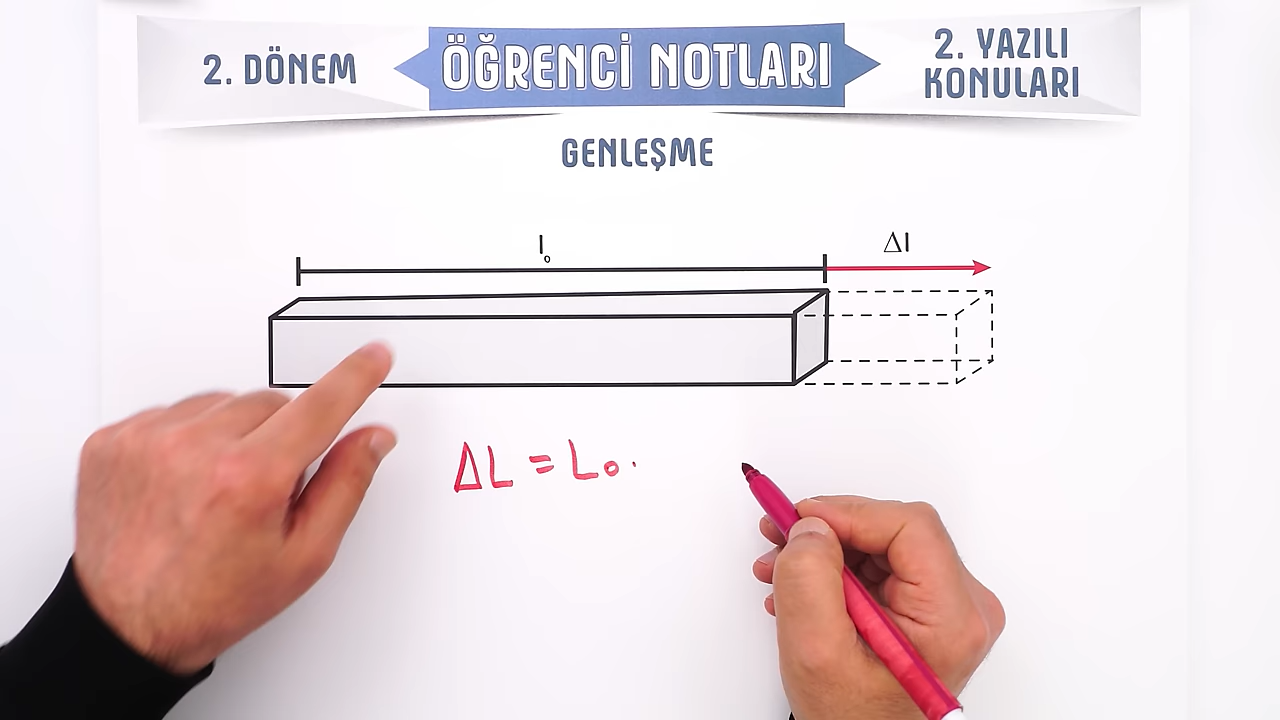 2. DÖNEM
ÖĞRENCİ NOTLARI
2. YAZILI
KONULARI
GENLEŞME
l₀
Δl
ΔL = L₀.